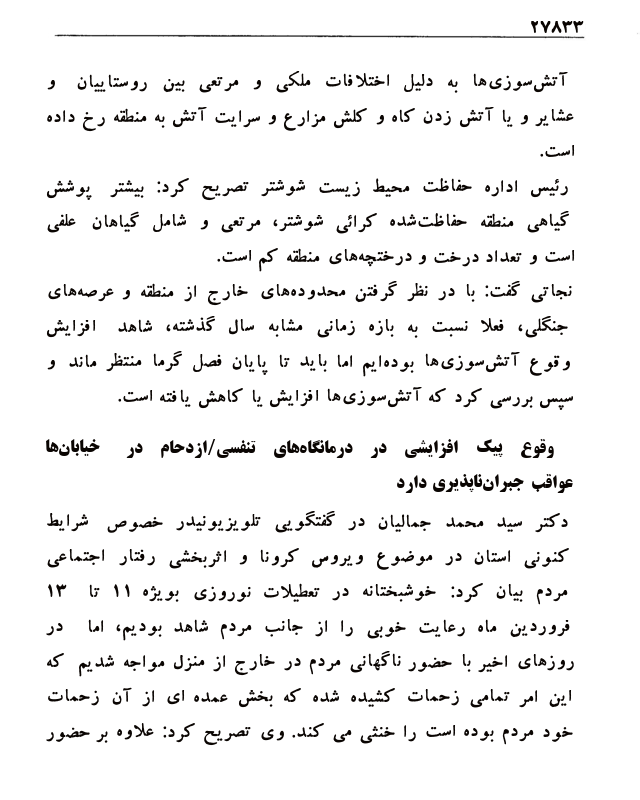 ۲۷۸۳۳
آتش‌سوزی‌ها به دلیل اختلافات ملکی و مرتعی بین روستاییان و
عشایر و یا آتش زدن کاه و کلش مزارع و سرایت آتش به منطقه رخ داده
است.
رئیس اداره حفاظت محیط زیست شوشتر تصریح کرد: بیشتر پوشش
گیاهی منطقه حفاظت‌شده کرائی شوشتر، مرتعی و شامل گیاهان علفی
است و تعداد درخت و درختچه‌های منطقه کم است.
نجاتی گفت: با در نظر گرفتن محدوده‌های خارج از منطقه و عرصه‌های
جنگلی، فعلا نسبت به بازه زمانی مشابه سال گذشته، شاهد افزایش
وقوع آتش‌سوزی‌ها بوده‌ایم اما باید تا پایان فصل گرما منتظر ماند و
سپس بررسی کرد که آتش‌سوزی‌ها افزایش یا کاهش یافته است.
وقوع پیک افزایشی در درمانگاه‌های تنفسی/ازدحام در خیابان‌ها
عواقب جبران‌ناپذیری دارد
دکتر سید محمد جمالیان در گفتگویی تلویزیونیدر خصوص شرایط
کنونی استان در موضوع ویروس کرونا و اثربخشی رفتار اجتماعی
مردم بیان کرد: خوشبختانه در تعطیلات نوروزی بویژه ۱۱ تا ۱۳
فروردین ماه رعایت خوبی را از جانب مردم شاهد بودیم، اما در
روزهای اخیر با حضور ناگهانی مردم در خارج از منزل مواجه شدیم که
این امر تمامی زحمات کشیده شده که بخش عمده ای از آن زحمات
خود مردم بوده است را خنثی می کند. وی تصریح کرد: علاوه بر حضور